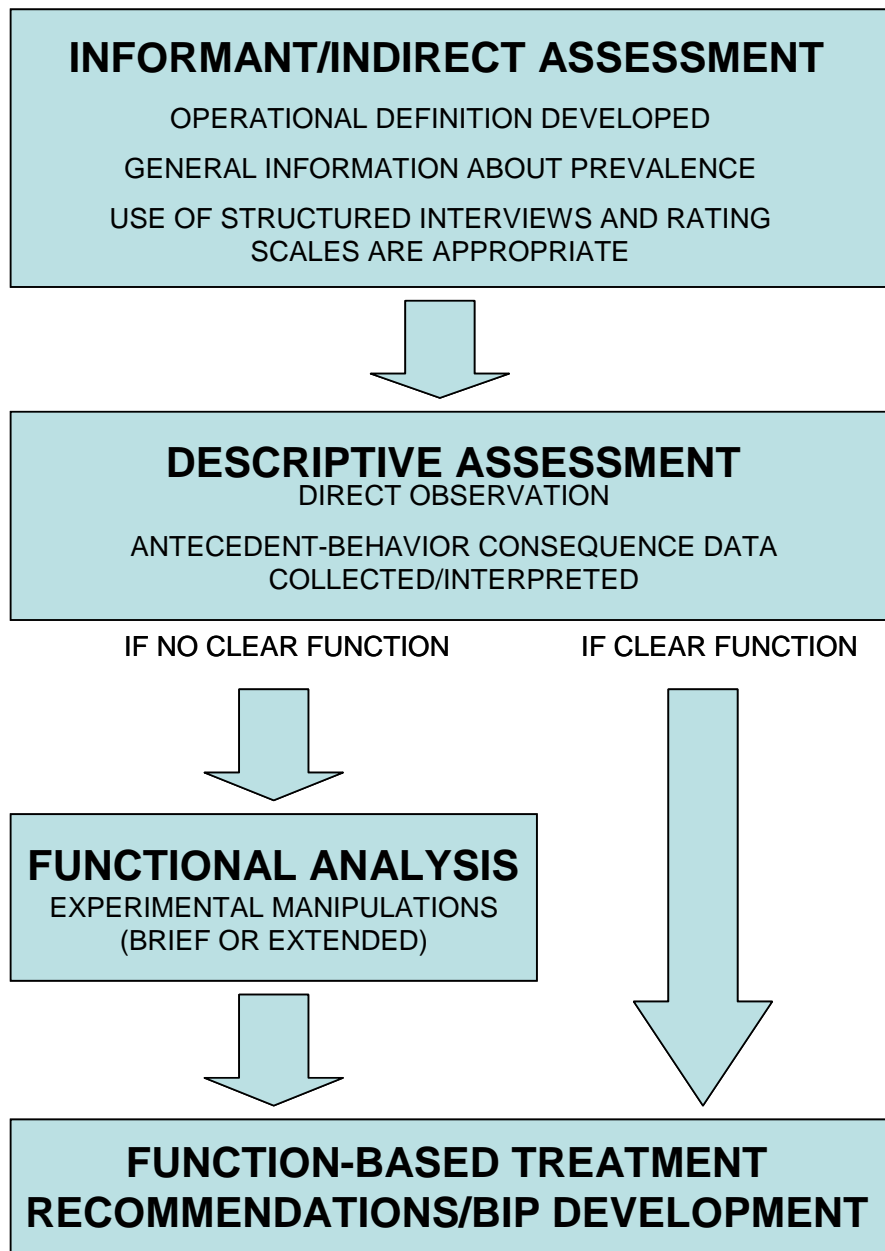 INFORMANT/INDIRECT ASSESSMENT
OPERATIONAL DEFINITION DEVELOPED
GENERAL INFORMATION ABOUT PREVALENCE
USE OF STRUCTURED INTERVIEWS AND RATING
SCALES ARE APPROPRIATE
DESCRIPTIVE ASSESSMENT
DIRECT OBSERVATION
ANTECEDENT-BEHAVIOR CONSEQUENCE DATA
COLLECTED/INTERPRETED
IF NO CLEAR FUNCTION
IF CLEAR FUNCTION
FUNCTIONAL ANALYSIS
EXPERIMENTAL MANIPULATIONS
(BRIEF OR EXTENDED)
FUNCTION-BASED TREATMENT
RECOMMENDATIONS/BIP DEVELOPMENT